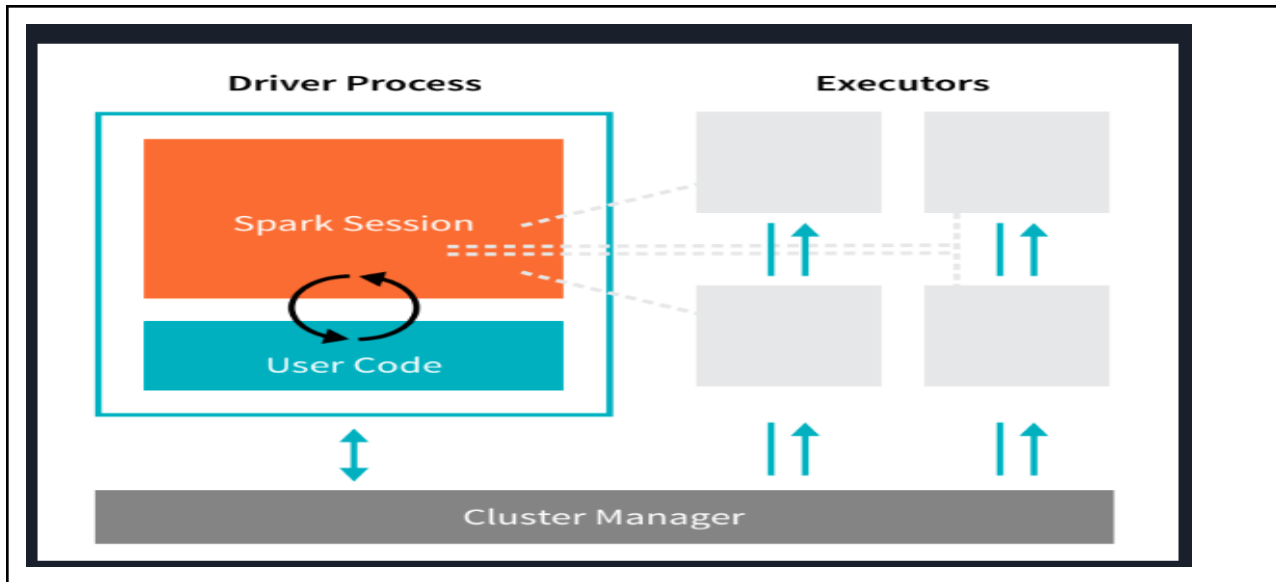 Driver Process
Executors
Spark Session
User Code
Cluster Manager